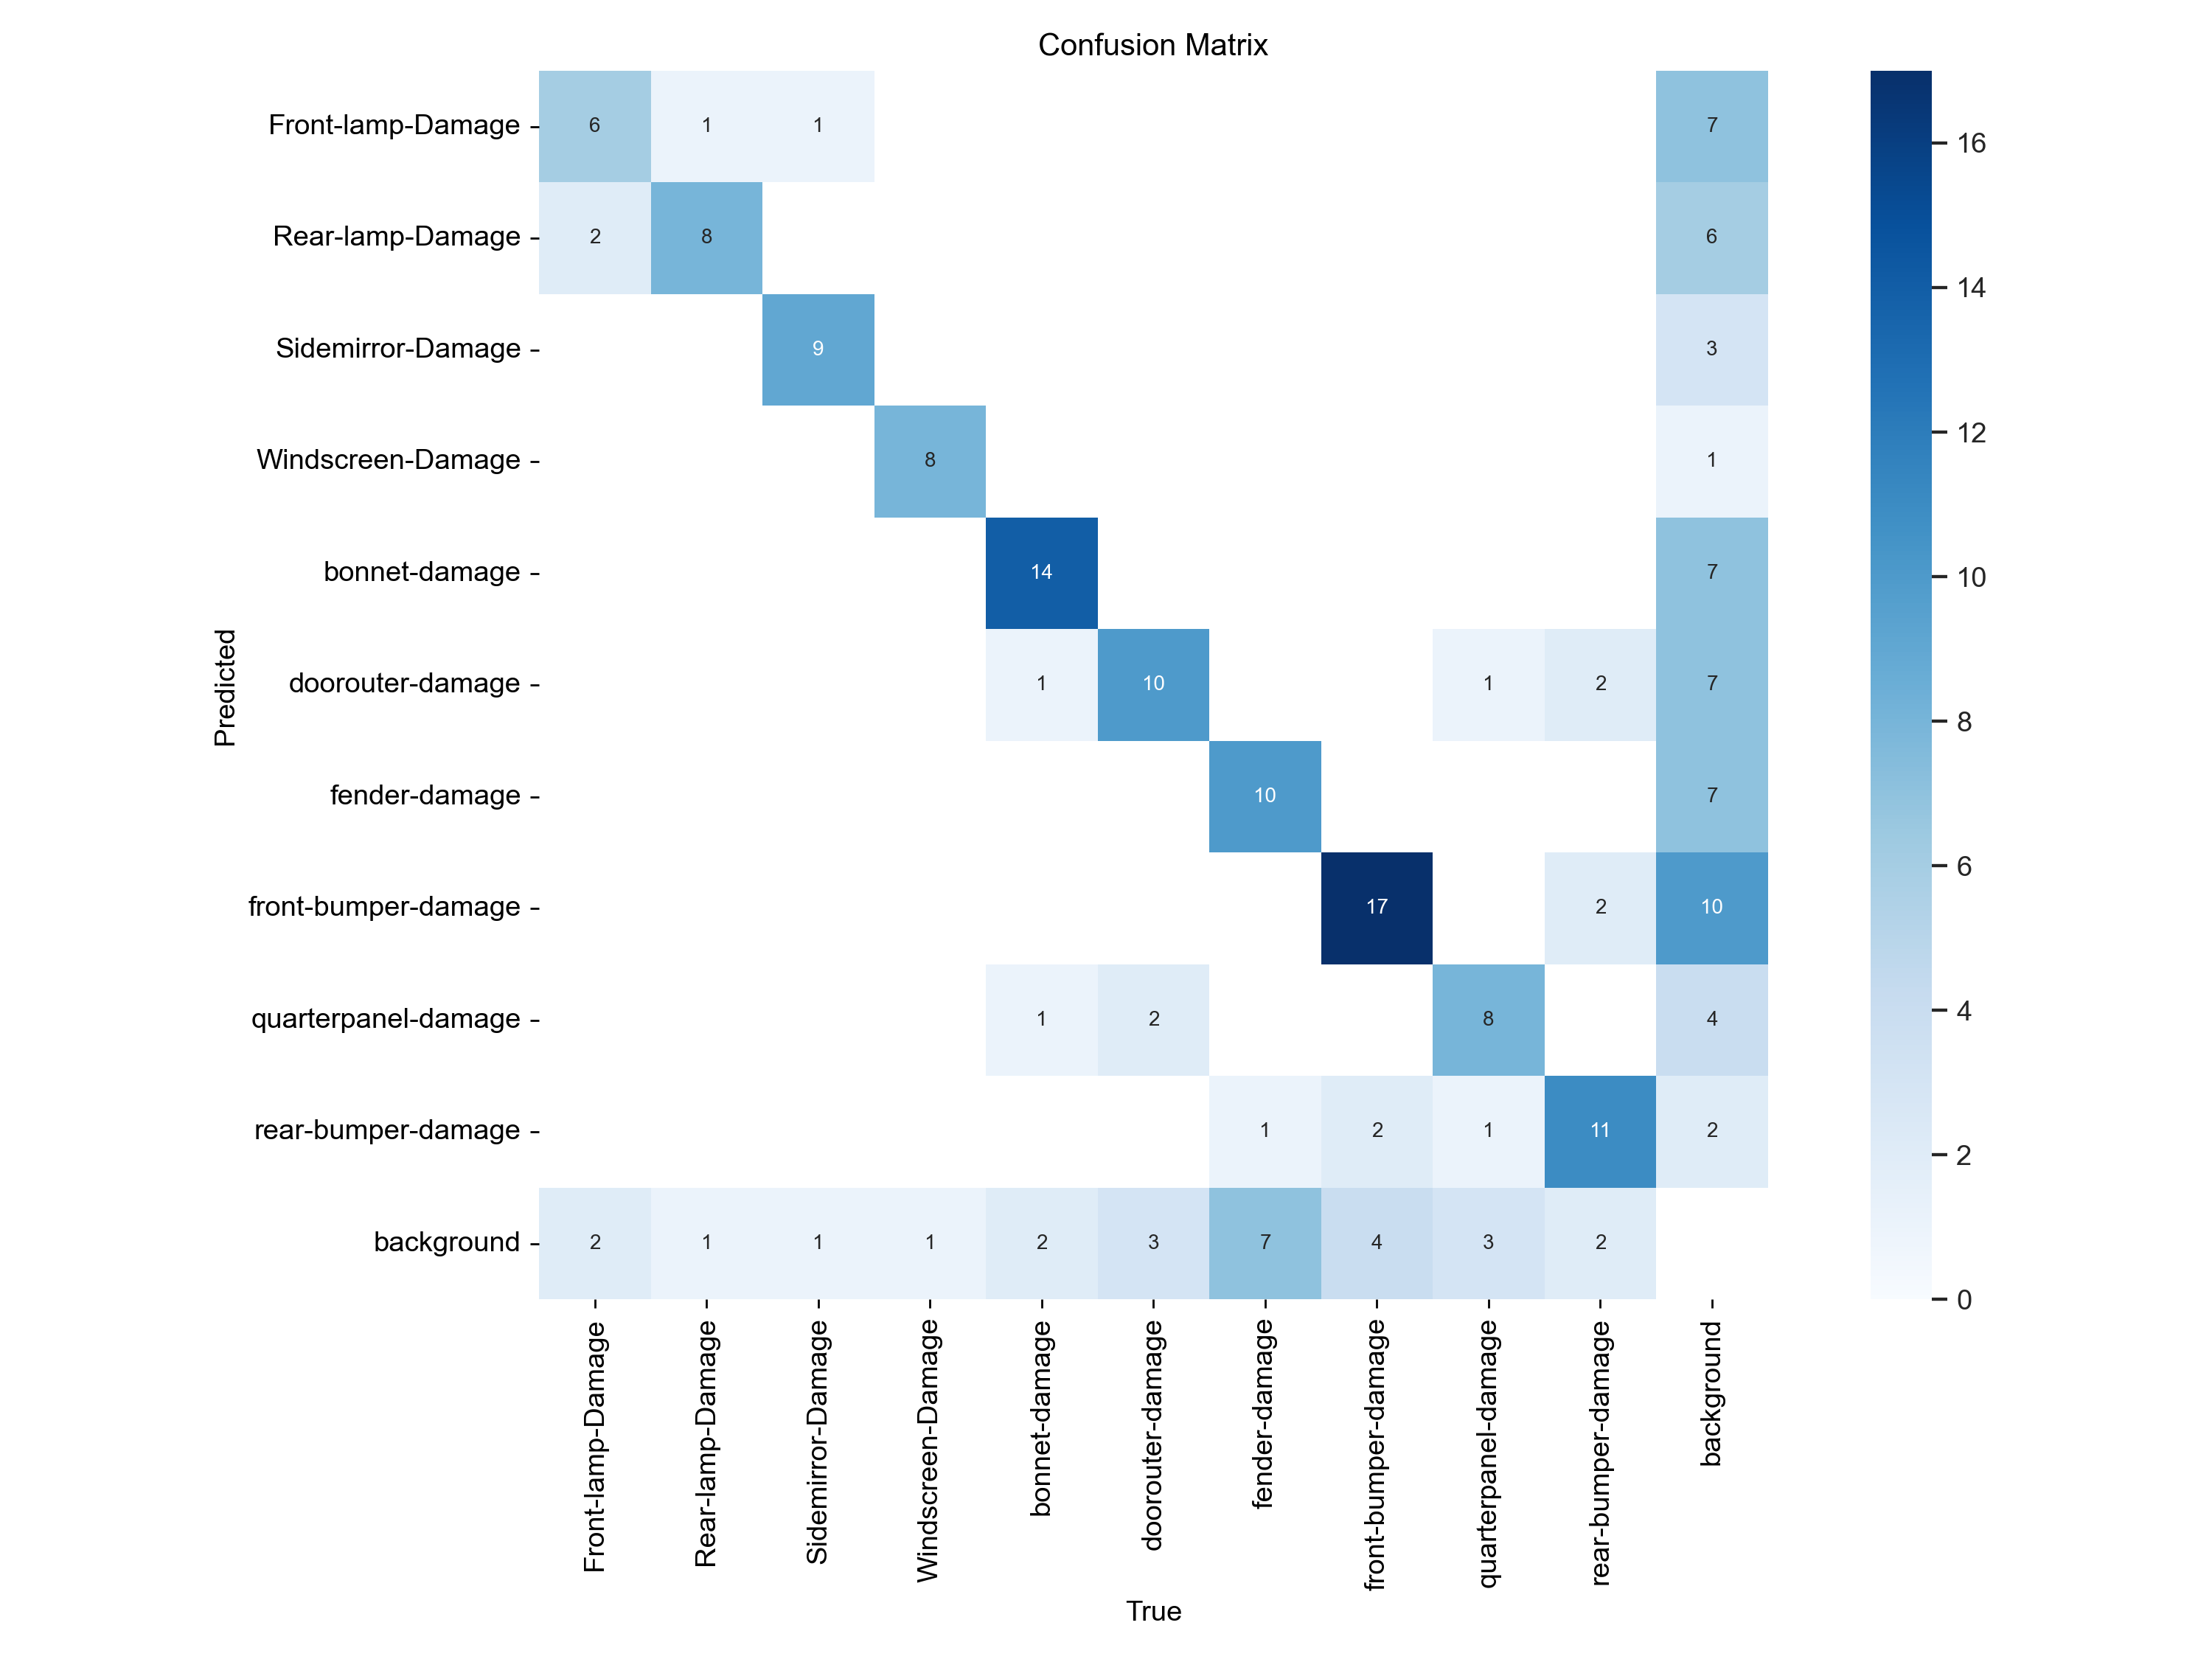 Confusion Matrix
Predicted
Front-lamp-Damage 6 1 1 7
Rear-lamp-Damage 2 8 6
Sidemirror-Damage 9 3
Windscreen-Damage 8 1
bonnet-damage 14 7
doorouter-damage 1 10 1 2 7
fender-damage 10 7
front-bumper-damage 17 2 10
quarterpanel-damage 1 2 8 4
rear-bumper-damage 1 2 1 11 2
background 2 1 1 1 2 3 7 4 3 2
Front-lamp-Damage
Rear-lamp-Damage
Sidemirror-Damage
Windscreen-Damage
bonnet-damage
doorouter-damage
fender-damage
front-bumper-damage
quarterpanel-damage
rear-bumper-damage
background
True
16
14
12
10
8
6
4
2
0